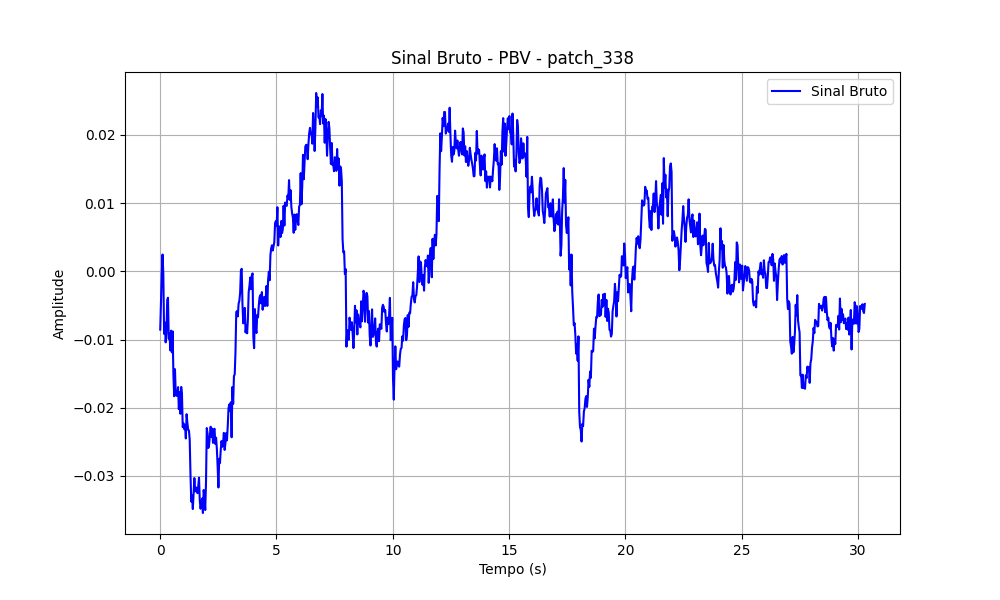 Sinal Bruto - PBV - patch_338
Sinal Bruto
Amplitude
0.02
0.01
0.00
−0.01
−0.02
−0.03
0 5 10 15 20 25 30
Tempo (s)